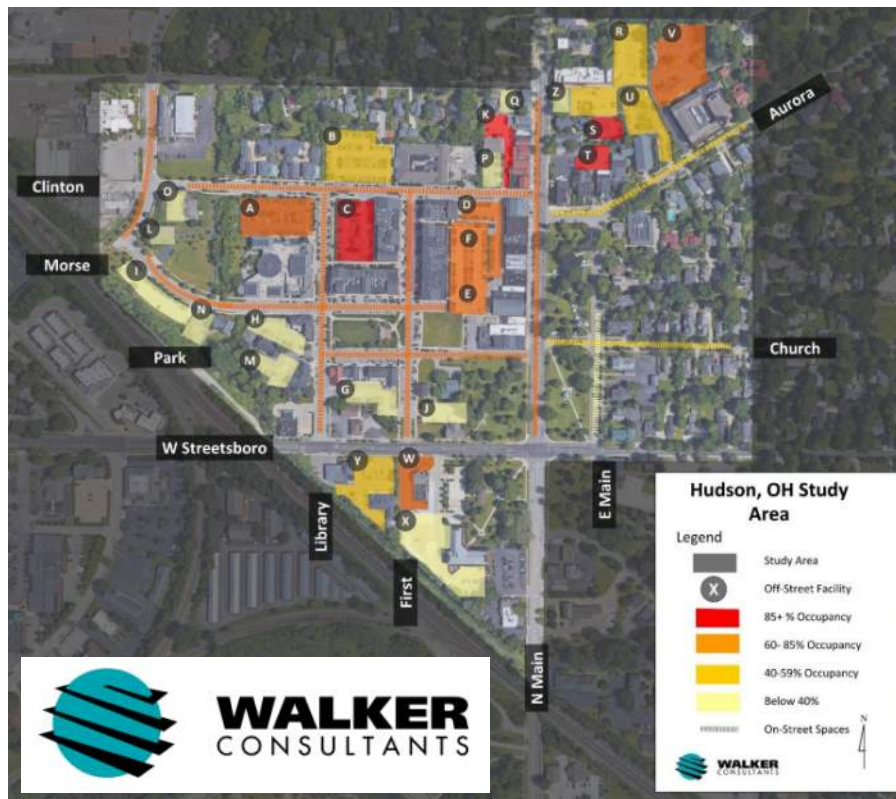 R
V
Q
Z
U
Aurora
K
S
B
P
T
Clinton
O
A
C
D
L
F
Morse
I
E
N
H
Park
M
Church
G
J
W Streetsboro
Y
W
X
Library
First
N Main
E Main
Hudson, OH Study
Area
Legend
Study Area
X
Off-Street Facility
85+ % Occupancy
60- 85% Occupancy
40-59% Occupancy
Below 40%
On-Street Spaces
N
WALKER
CONSULTANTS
WALKER
CONSULTANTS